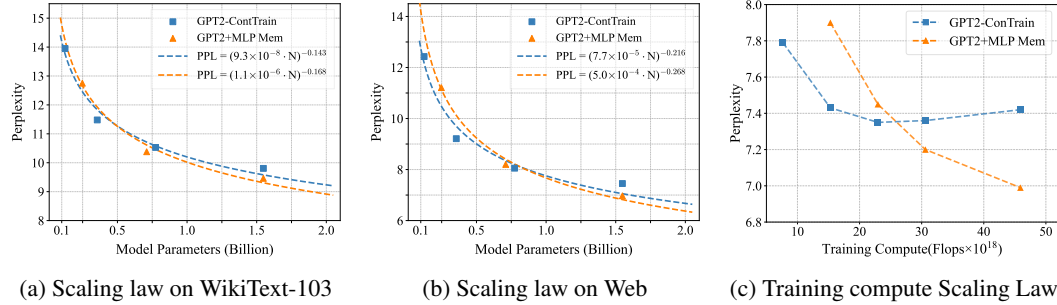 15
14
13
12
11
10
9
8
Perplexity
0.1 0.5 1.0 1.5 2.0
Model Parameters (Billion)
GPT2-ConTrain
GPT2+MLP Mem
PPL = (9.3×10⁻⁸ · N)⁻⁰·¹⁴³
PPL = (1.1×10⁻⁶ · N)⁻⁰·¹⁶⁸
(a) Scaling law on WikiText-103
14
12
10
8
6
Perplexity
0.1 0.5 1.0 1.5 2.0
Model Parameters (Billion)
GPT2-ConTrain
GPT2+MLP Mem
PPL = (7.7×10⁻⁵ · N)⁻⁰·²¹⁶
PPL = (5.0×10⁻⁴ · N)⁻⁰·²⁶⁸
(b) Scaling law on Web
8.0
7.8
7.6
7.4
7.2
7.0
6.8
Perplexity
10 20 30 40 50
Training Compute(Flops×10¹⁸)
GPT2-ConTrain
GPT2+MLP Mem
(c) Training compute Scaling Law